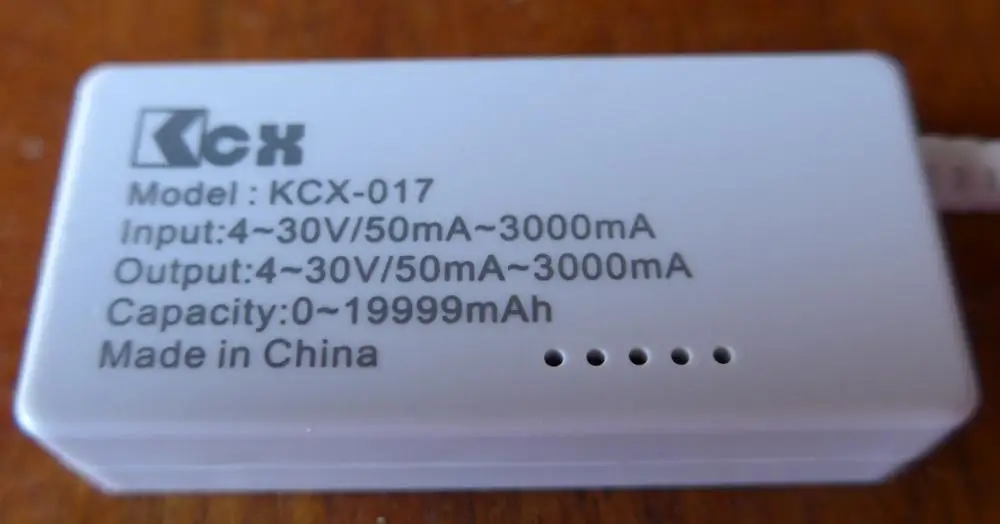 KCX
Model : KCX-017
Input:4~30V/50mA~3000mA
Output:4~30V/50mA~3000mA
Capacity:0~19999mAh
Made in China